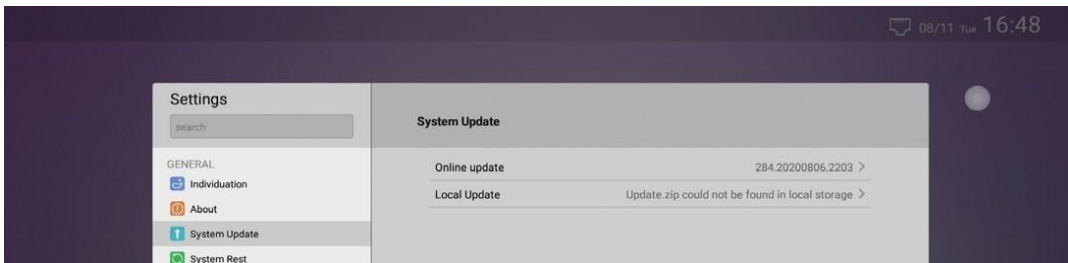 08/11 Tue 16:48
Settings
search
System Update
GENERAL
Individuation
About
System Update
System Rest
Online update 284.20200806.2203 >
Local Update Update.zip could not be found in local storage >